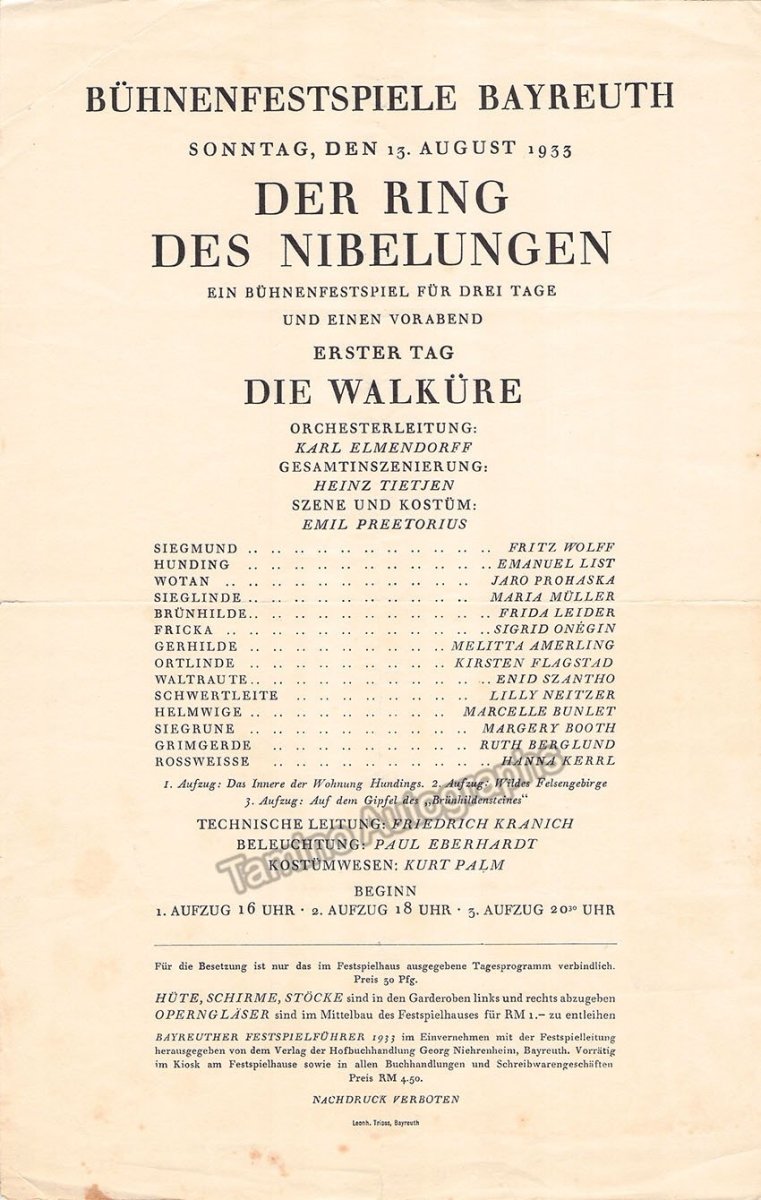 BÜHNENFESTSPIELE BAYREUTH
SONNTAG, DEN 13. AUGUST 1933
DER RING
DES NIBELUNGEN
EIN BÜHNENFESTSPIEL FÜR DREI TAGE
UND EINEN VORABEND
ERSTER TAG
DIE WALKÜRE
ORCHESTERLEITUNG:
KARL ELMENDORFF
GESAMTINSZENIERUNG:
HEINZ TIETJEN
SZENE UND KOSTÜM:
EMIL PREETORIUS
SIEGMUND .. .. .. .. .. .. .. .. .. .. .. FRITZ WOLFF
HUNDING .. .. .. .. .. .. .. .. .. .. .. EMANUEL LIST
WOTAN .. .. .. .. .. .. .. .. .. .. .. .. JARO PROHASKA
SIEGLINDE .. .. .. .. .. .. .. .. .. .. .. MARIA MÜLLER
BRÜNHILDE .. .. .. .. .. .. .. .. .. .. .. FRIDA LEIDER
FRICKA .. .. .. .. .. .. .. .. .. .. .. .. SIGRID ONÉGIN
GERHILDE .. .. .. .. .. .. .. .. .. MELITTA AMERLING
ORTLINDE .. .. .. .. .. .. .. .. .. KIRSTEN FLAGSTAD
WALTRAUTE .. .. .. .. .. .. .. .. .. .. .. ENID SZANTHO
SCHWERTLEITE .. .. .. .. .. .. .. .. LILLY NEITZER
HELMWIGE .. .. .. .. .. .. .. .. .. MARCELLE BUNLET
SIEGRUNE .. .. .. .. .. .. .. .. .. .. MARGERY BOOTH
GRIMGERDE .. .. .. .. .. .. .. .. .. RUTH BERGLUND
ROSSWEISSE .. .. .. .. .. .. .. .. .. .. HANNA KERRL
1. Aufzug: Das Innere der Wohnung Hundings. 2. Aufzug: Wildes Felsengebirge
3. Aufzug: Auf dem Gipfel des „Brünhildensteines"
TECHNISCHE LEITUNG: FRIEDRICH KRANICH
BELEUCHTUNG: PAUL EBERHARDT
KOSTÜMWESEN: KURT PALM
Tamino Autographs
BEGINN
1. AUFZUG 16 UHR · 2. AUFZUG 18 UHR · 3. AUFZUG 20³⁰ UHR
Für die Besetzung ist nur das im Festspielhaus ausgegebene Tagesprogramm verbindlich.
Preis 30 Pfg.
HÜTE, SCHIRME, STÖCKE sind in den Garderoben links und rechts abzugeben
OPERNGLÄSER sind im Mittelbau des Festspielhauses für RM 1.– zu entleihen
BAYREUTHER FESTSPIELFÜHRER 1933 im Einvernehmen mit der Festspielleitung
herausgegeben von dem Verlag der Hofbuchhandlung Georg Niehrenheim, Bayreuth. Vorrätig
im Kiosk am Festspielhause sowie in allen Buchhandlungen und Schreibwarengeschäften
Preis RM 4.50.
NACHDRUCK VERBOTEN
Leonh. Tripss, Bayreuth